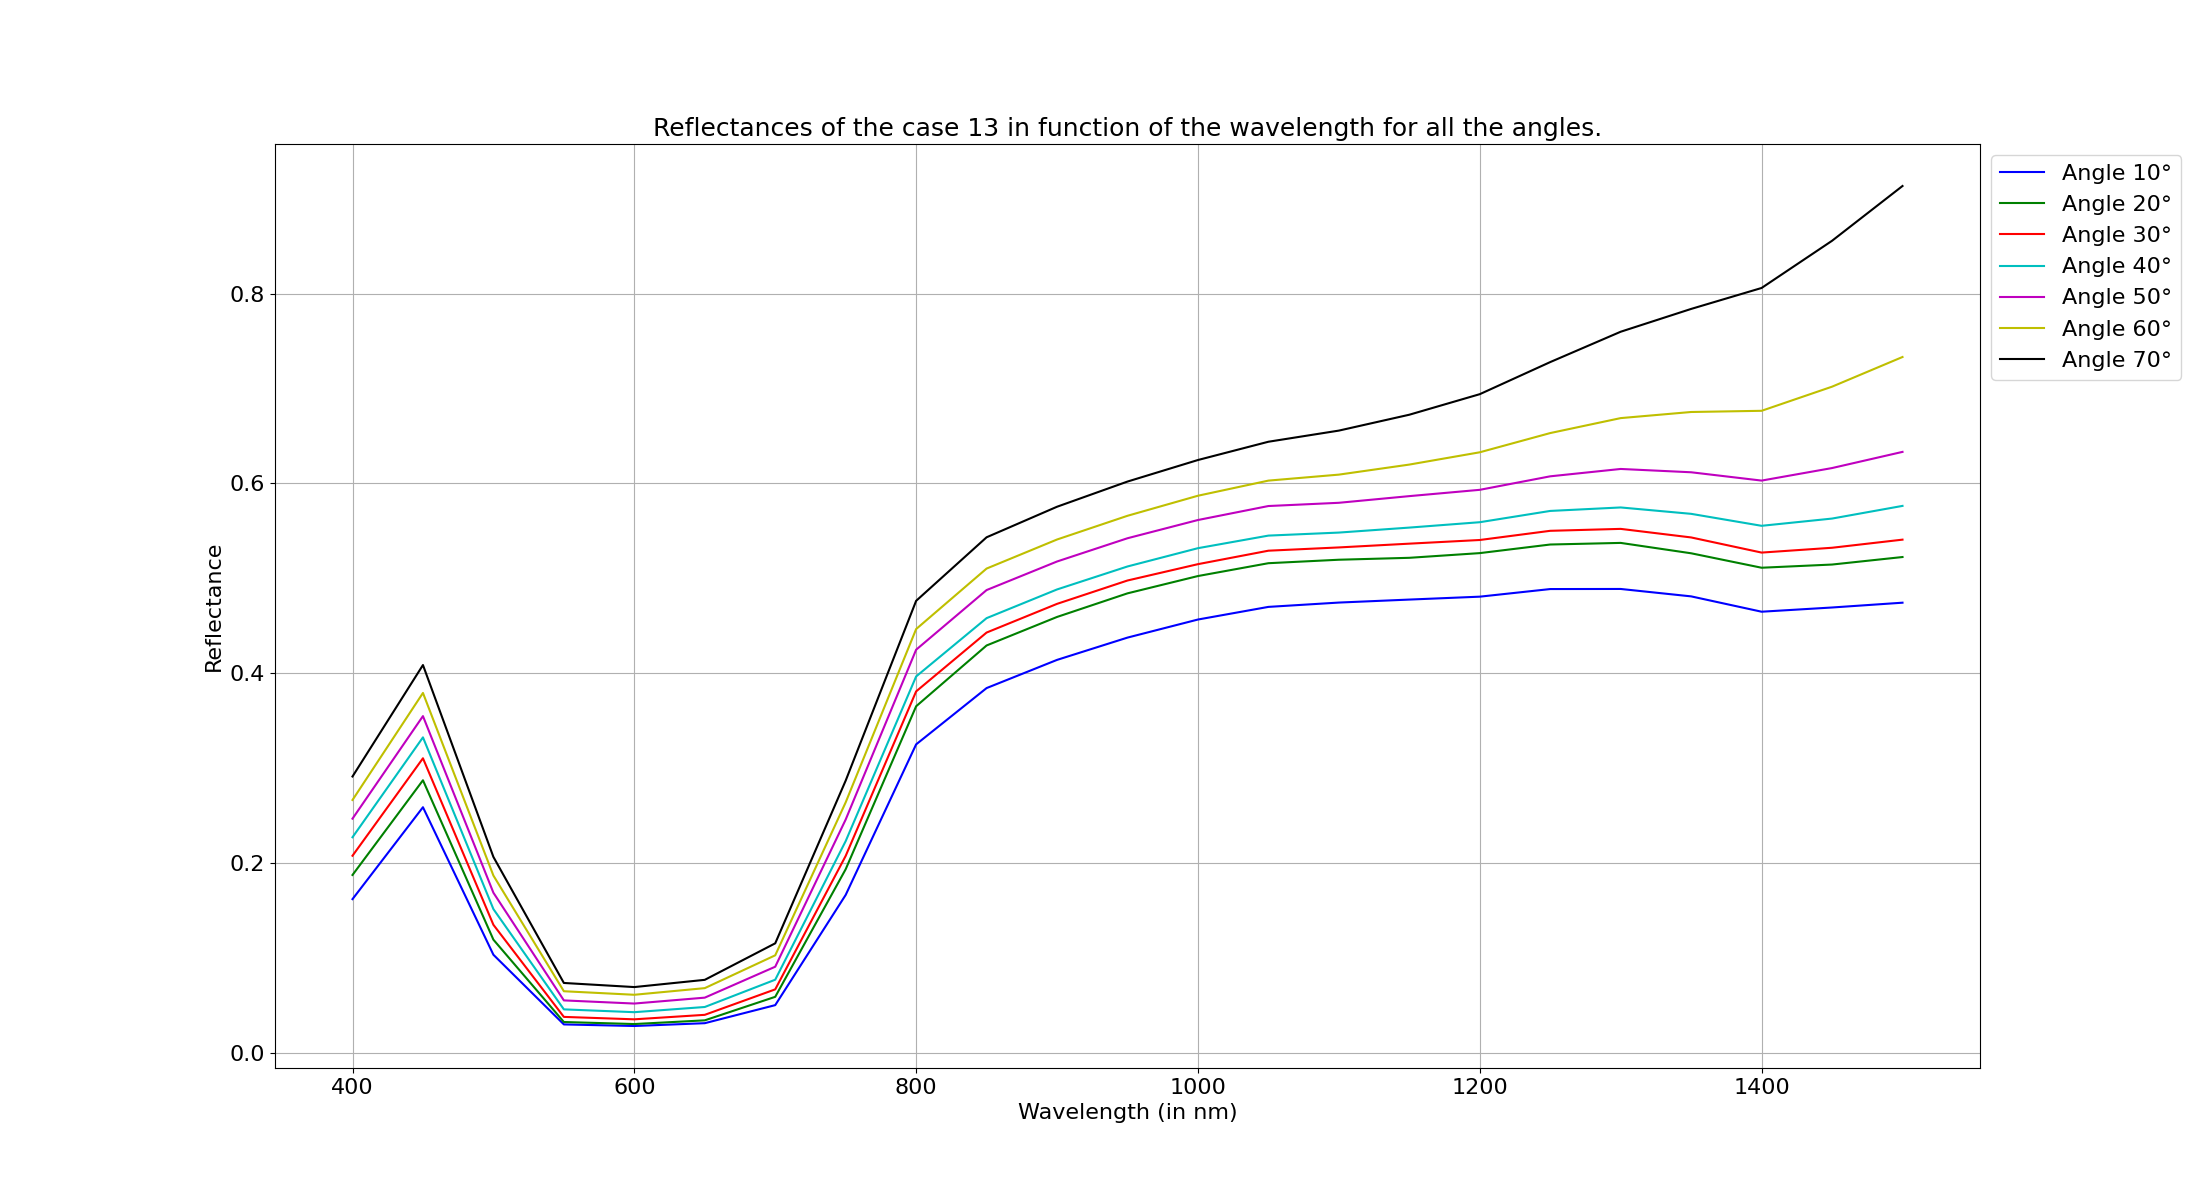 Reflectances of the case 13 in function of the wavelength for all the angles.
Angle 10°
Angle 20°
Angle 30°
Angle 40°
Angle 50°
Angle 60°
Angle 70°
0.8
0.6
0.4
0.2
0.0
Reflectance
400 600 800 1000 1200 1400
Wavelength (in nm)